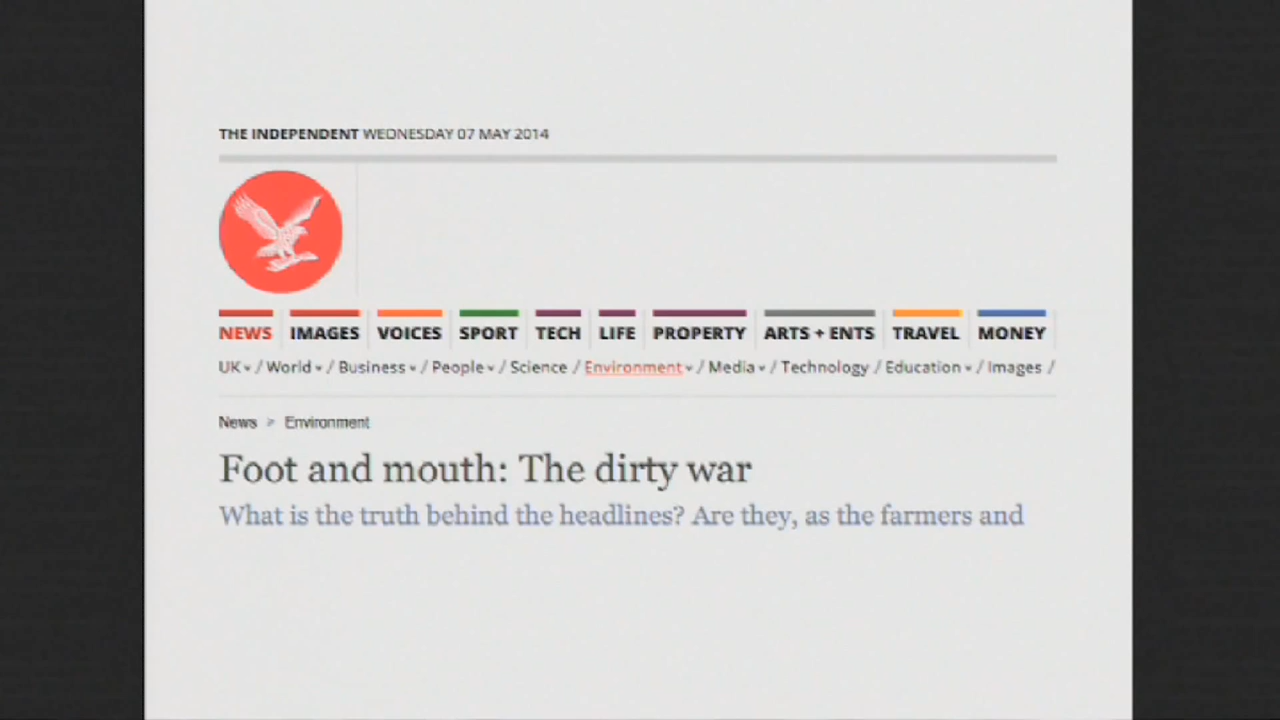 THE INDEPENDENT WEDNESDAY 07 MAY 2014
NEWS IMAGES VOICES SPORT TECH LIFE PROPERTY ARTS + ENTS TRAVEL MONEY
UK / World / Business / People / Science / Environment / Media / Technology / Education / Images /
News > Environment
Foot and mouth: The dirty war
What is the truth behind the headlines? Are they, as the farmers and